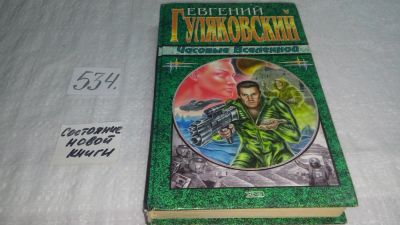 ЕВГЕНИЙ
ГУЛЯКОВСКИЙ
Часовые Вселенной
534.
Состояние
новой
книги